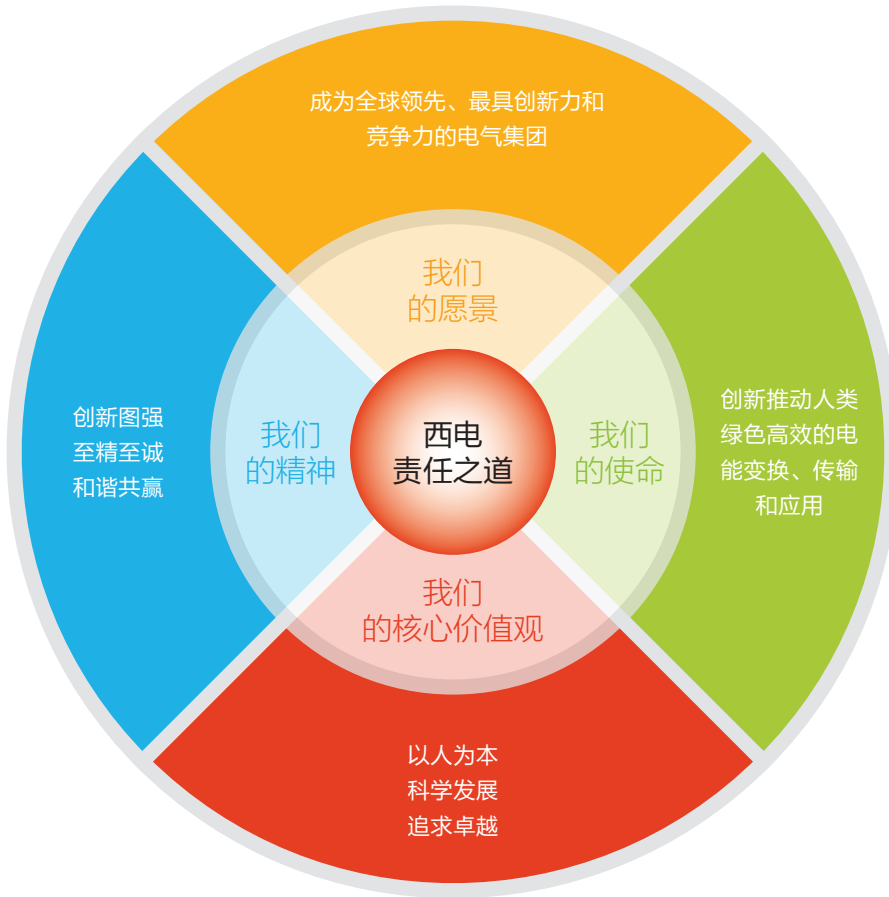 成为全球领先、最具创新力和
竞争力的电气集团
我们
的愿景
创新图强
至精至诚
和谐共赢
我们
的精神
西电
责任之道
我们
的使命
创新推动人类
绿色高效的电
能变换、传输
和应用
我们
的核心价值观
以人为本
科学发展
追求卓越